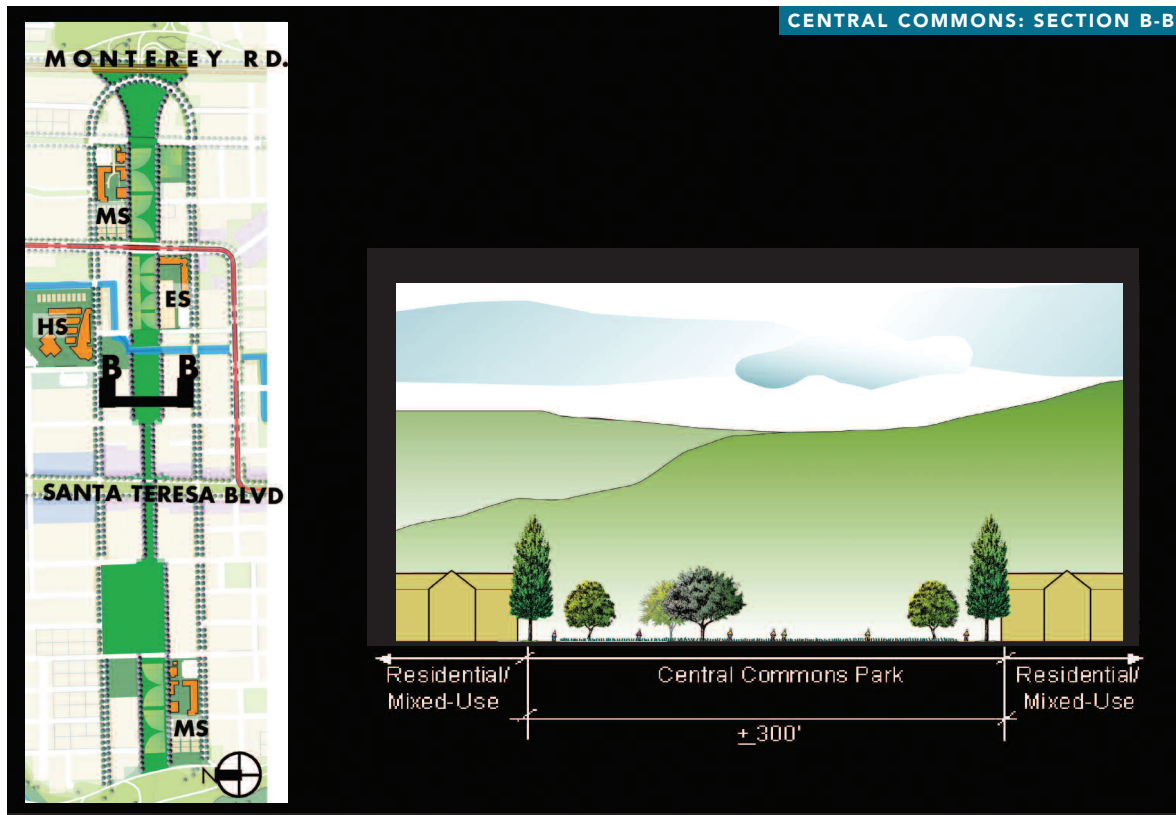 CENTRAL COMMONS: SECTION B-B
MONTEREY RD.
MS
ES
HS
B B
SANTA TERESA BLVD
MS
N
Residential/
Mixed-Use
Central Commons Park
Residential/
Mixed-Use
± 300'